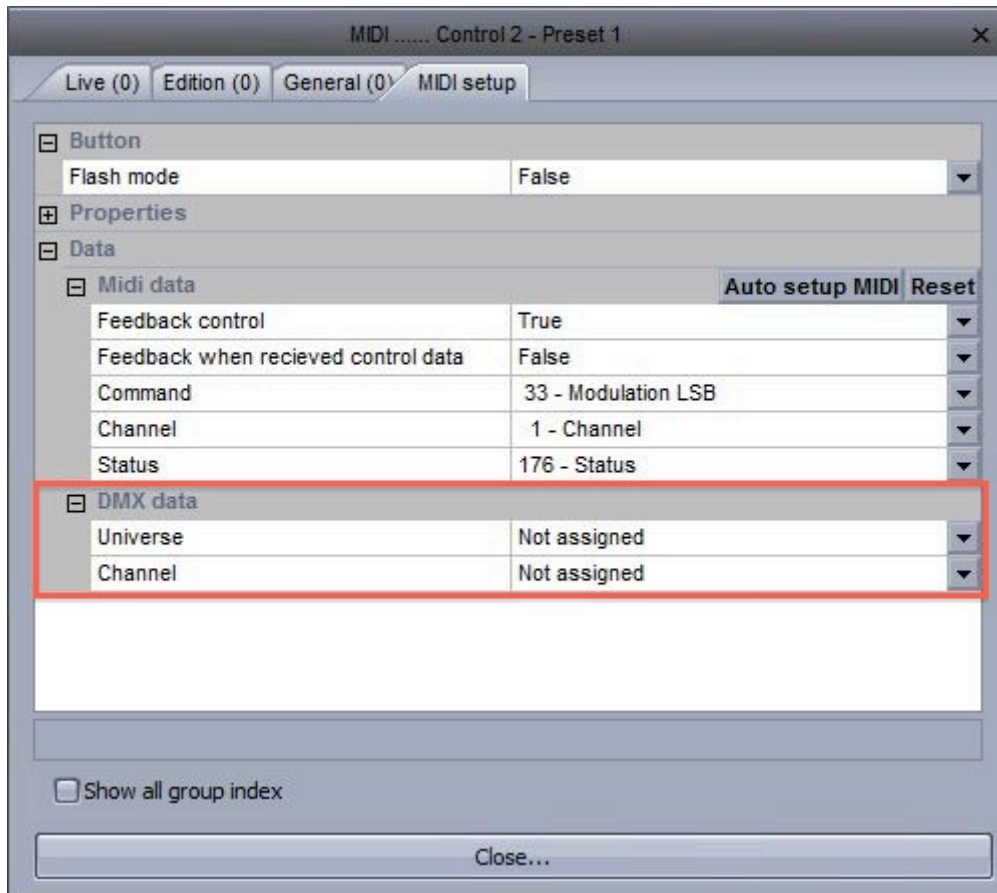 MIDI ...... Control 2 - Preset 1
Live (0) Edition (0) General (0) MIDI setup
Button
Flash mode False
Properties
Data
Midi data Auto setup MIDI Reset
Feedback control True
Feedback when recieved control data False
Command 33 - Modulation LSB
Channel 1 - Channel
Status 176 - Status
DMX data
Universe Not assigned
Channel Not assigned
Show all group index
Close...